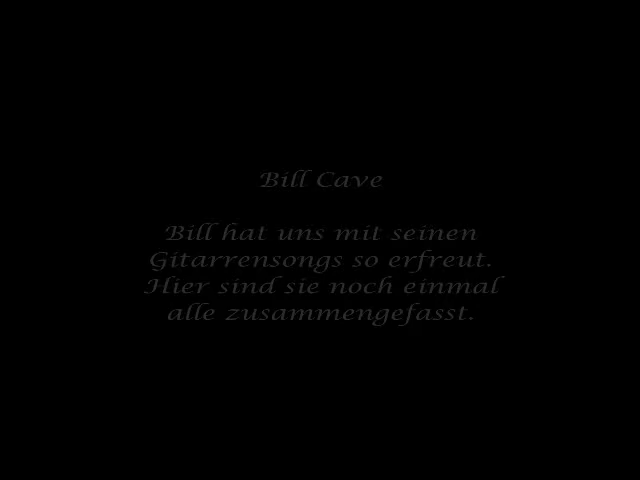 Bill Cave
Bill hat uns mit seinen
Gitarrensongs so erfreut.
Hier sind sie noch einmal
alle zusammengefasst.